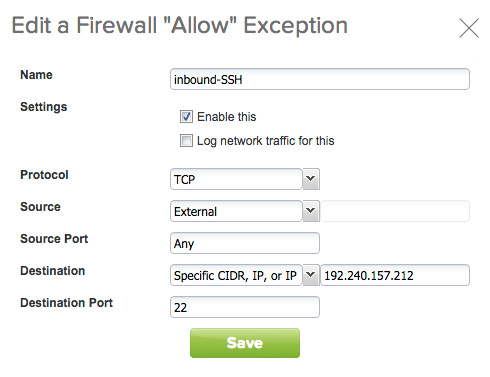 Edit a Firewall "Allow" Exception
Name inbound-SSH
Settings
Enable this
Log network traffic for this
Protocol TCP
Source External
Source Port Any
Destination Specific CIDR, IP, or IP 192.240.157.212
Destination Port 22
Save